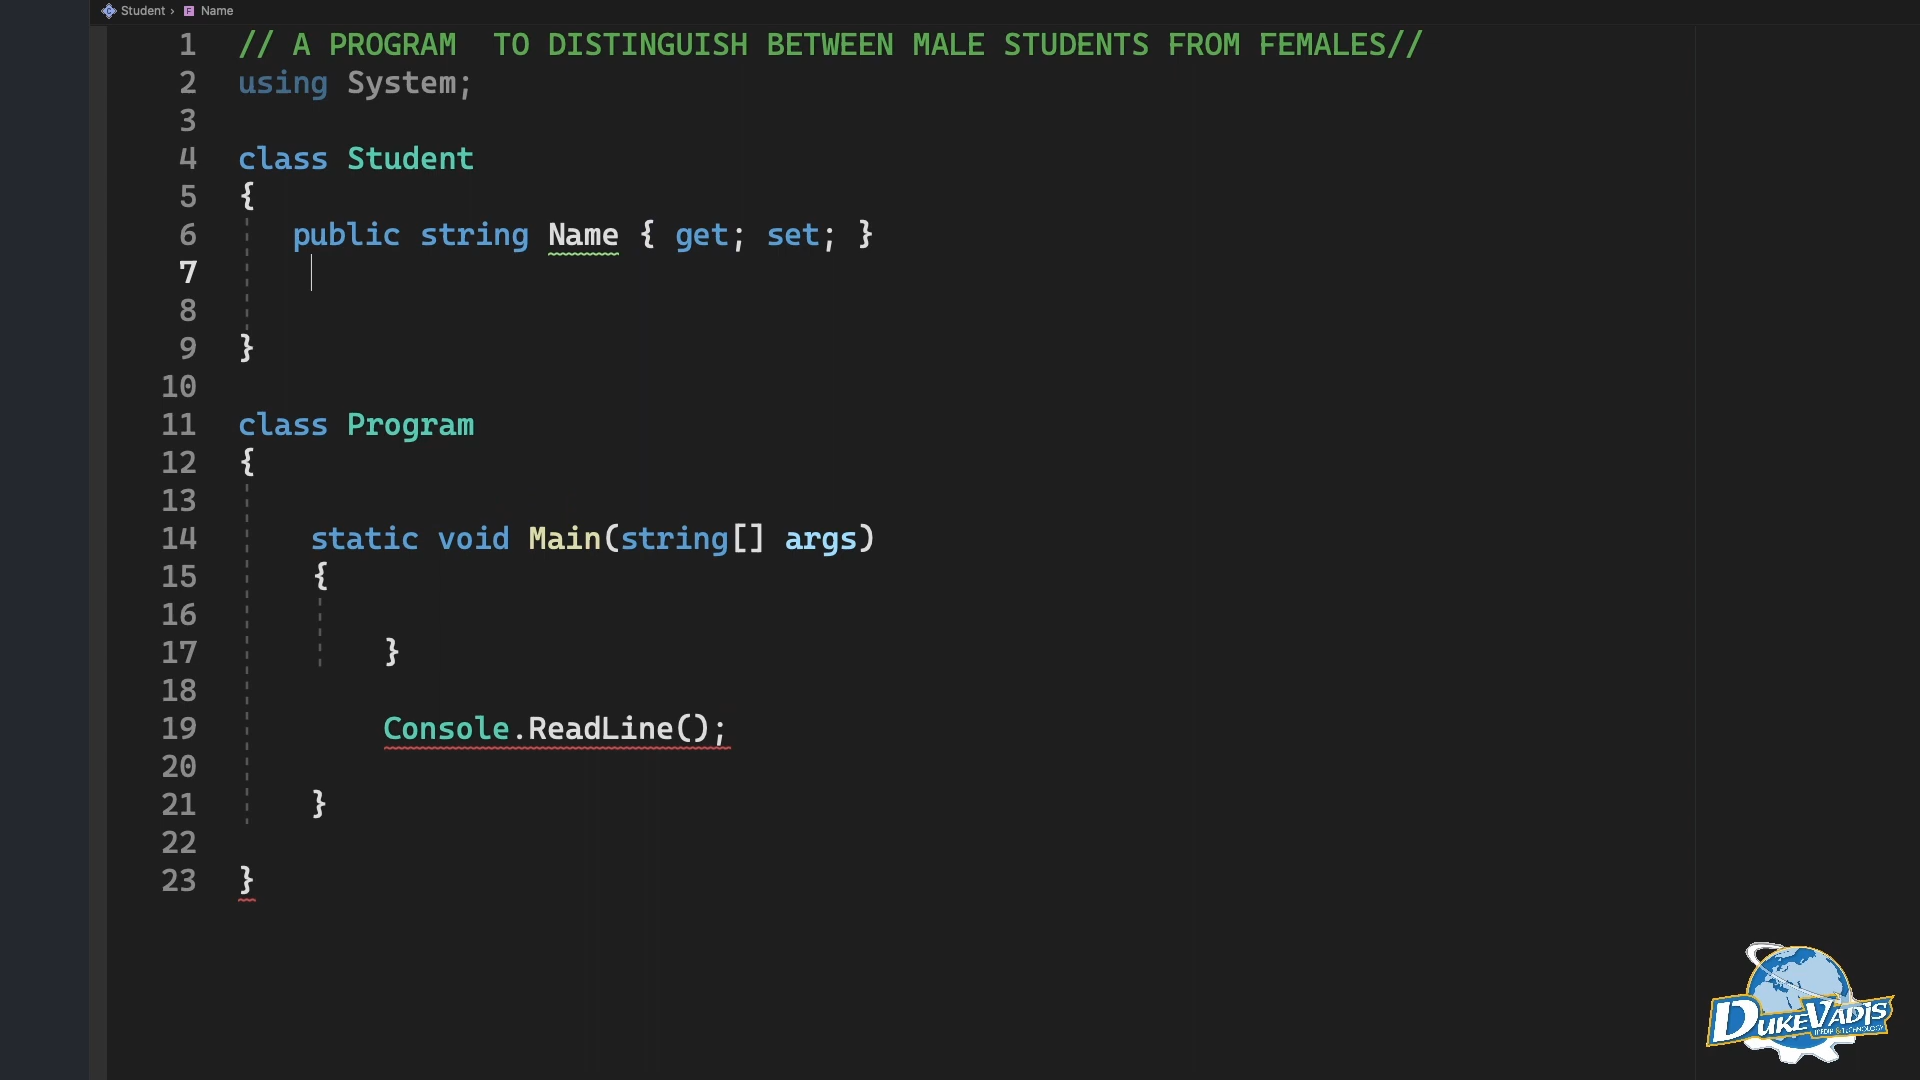 Student › Name
1 // A PROGRAM  TO DISTINGUISH BETWEEN MALE STUDENTS FROM FEMALES//
2 using System;
3
4 class Student
5 {
6    public string Name { get; set; }
7
8
9 }
10
11 class Program
12 {
13
14     static void Main(string[] args)
15     {
16
17         }
18
19         Console.ReadLine();
20
21     }
22
23 }
DUKEVADIS
MEDIA & TECHNOLOGY